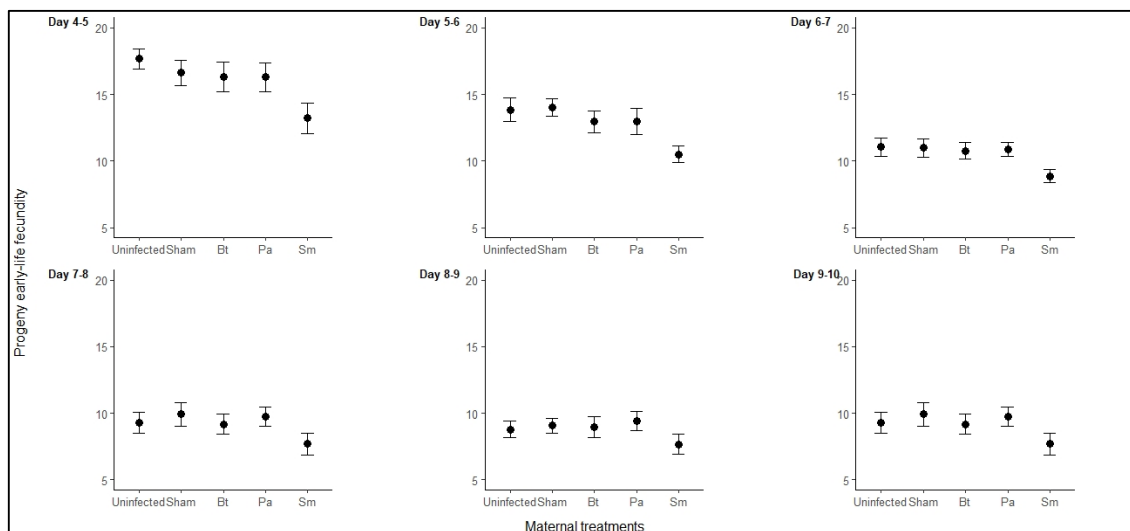 Progeny early-life fecundity
Day 4-5
20
15
10
5
Uninfected Sham Bt Pa Sm
Day 5-6
20
15
10
5
Uninfected Sham Bt Pa Sm
Day 6-7
20
15
10
5
Uninfected Sham Bt Pa Sm
Day 7-8
20
15
10
5
Uninfected Sham Bt Pa Sm
Day 8-9
20
15
10
5
Uninfected Sham Bt Pa Sm
Day 9-10
20
15
10
5
Uninfected Sham Bt Pa Sm
Maternal treatments